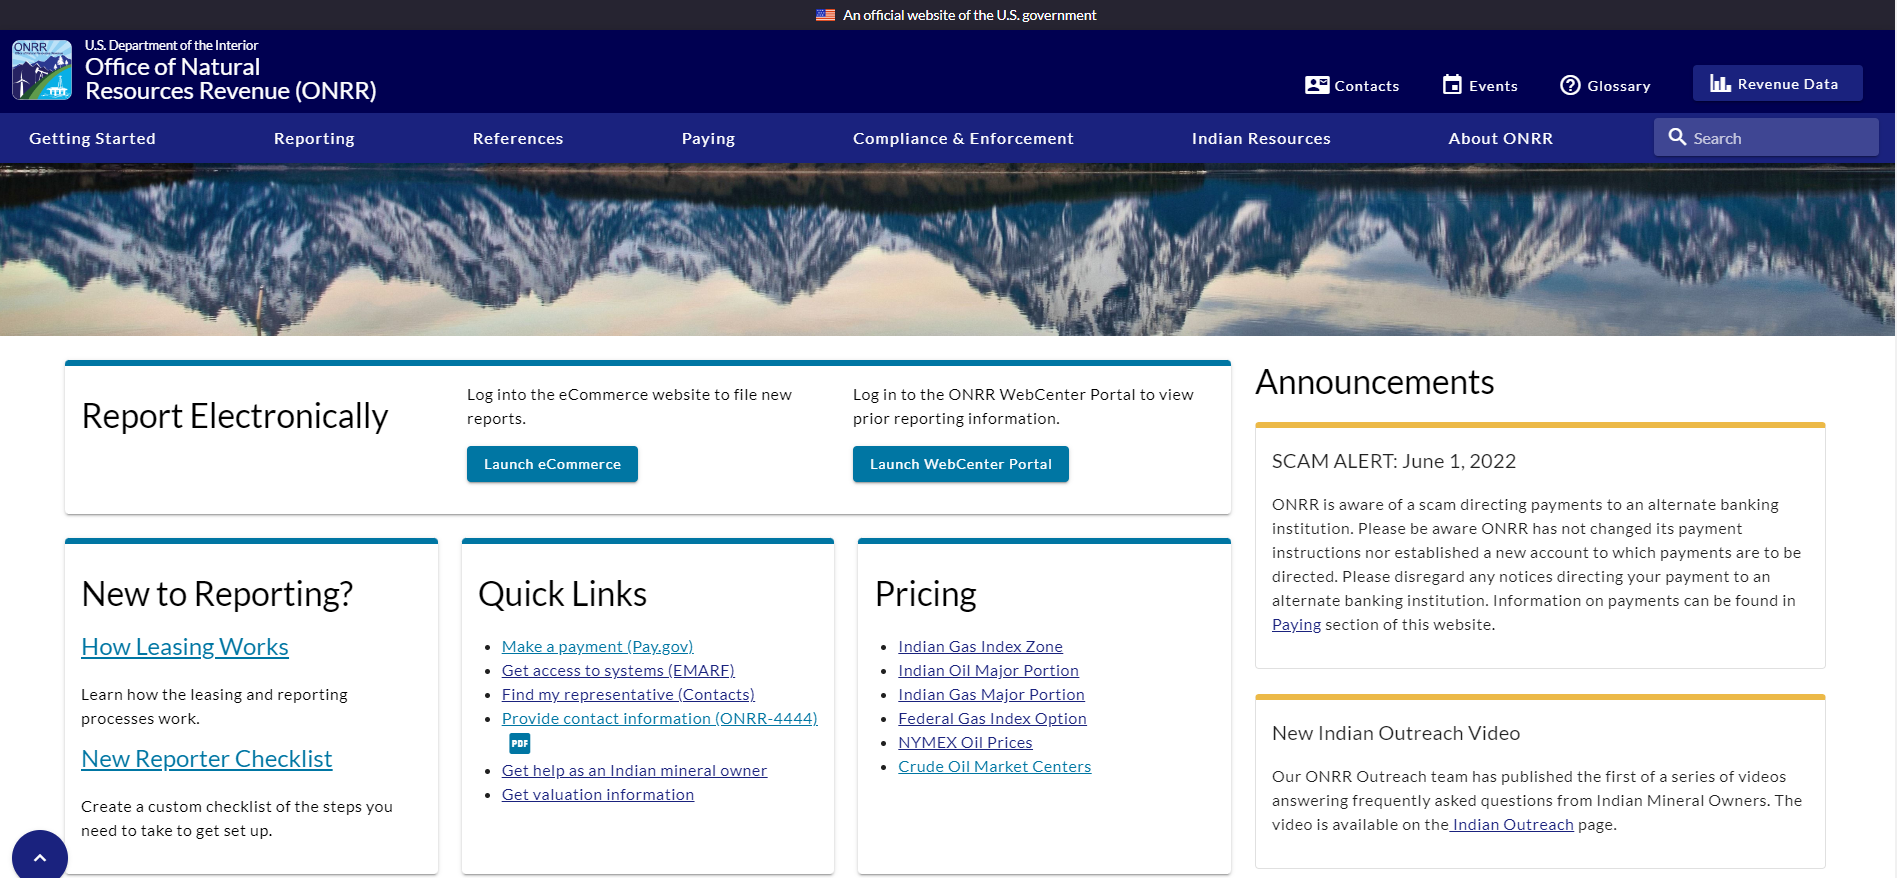 An official website of the U.S. government
ONRR
U.S. Department of the Interior
Office of Natural
Resources Revenue (ONRR)
Contacts
Events
Glossary
Revenue Data
Getting Started
Reporting
References
Paying
Compliance & Enforcement
Indian Resources
About ONRR
Search
Report Electronically
Log into the eCommerce website to file new
reports.
Launch eCommerce
Log in to the ONRR WebCenter Portal to view
prior reporting information.
Launch WebCenter Portal
New to Reporting?
How Leasing Works
Learn how the leasing and reporting
processes work.
New Reporter Checklist
Create a custom checklist of the steps you
need to take to get set up.
Quick Links
Make a payment (Pay.gov)
Get access to systems (EMARF)
Find my representative (Contacts)
Provide contact information (ONRR-4444)
PDF
Get help as an Indian mineral owner
Get valuation information
Pricing
Indian Gas Index Zone
Indian Oil Major Portion
Indian Gas Major Portion
Federal Gas Index Option
NYMEX Oil Prices
Crude Oil Market Centers
Announcements
SCAM ALERT: June 1, 2022
ONRR is aware of a scam directing payments to an alternate banking
institution. Please be aware ONRR has not changed its payment
instructions nor established a new account to which payments are to be
directed. Please disregard any notices directing your payment to an
alternate banking institution. Information on payments can be found in
Paying section of this website.
New Indian Outreach Video
Our ONRR Outreach team has published the first of a series of videos
answering frequently asked questions from Indian Mineral Owners. The
video is available on the Indian Outreach page.